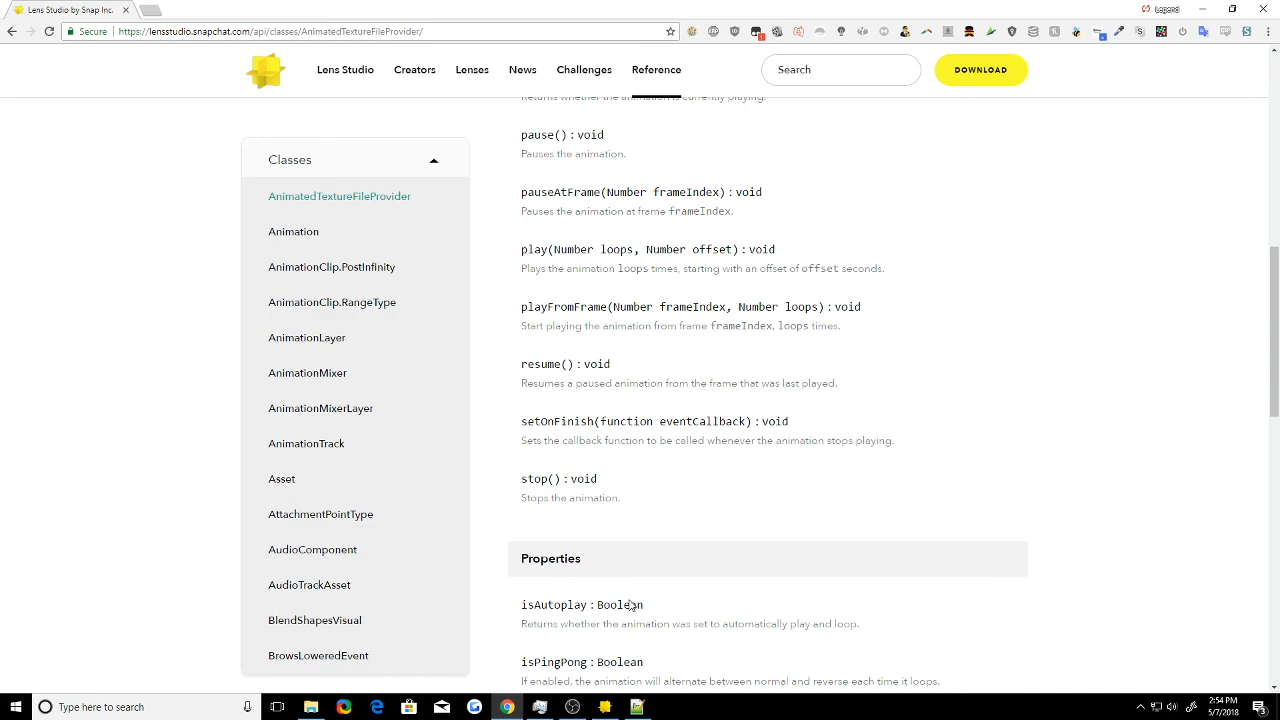 Lens Studio by Snap Inc.
Legend
Secure https://lensstudio.snapchat.com/api/classes/AnimatedTextureFileProvider/
Lens Studio Creators Lenses News Challenges Reference Search DOWNLOAD
Returns whether the animation is currently playing.
Classes
AnimatedTextureFileProvider
Animation
AnimationClip.PostInfinity
AnimationClip.RangeType
AnimationLayer
AnimationMixer
AnimationMixerLayer
AnimationTrack
Asset
AttachmentPointType
AudioComponent
AudioTrackAsset
BlendShapesVisual
BrowsLoweredEvent
pause() : void
Pauses the animation.
pauseAtFrame(Number frameIndex) : void
Pauses the animation at frame frameIndex.
play(Number loops, Number offset) : void
Plays the animation loops times, starting with an offset of offset seconds.
playFromFrame(Number frameIndex, Number loops) : void
Start playing the animation from frame frameIndex, loops times.
resume() : void
Resumes a paused animation from the frame that was last played.
setOnFinish(function eventCallback) : void
Sets the callback function to be called whenever the animation stops playing.
stop() : void
Stops the animation.
Properties
isAutoplay : Boolean
Returns whether the animation was set to automatically play and loop.
isPingPong : Boolean
If enabled, the animation will alternate between normal and reverse each time it loops.
Type here to search
2:54 PM
5/7/2018